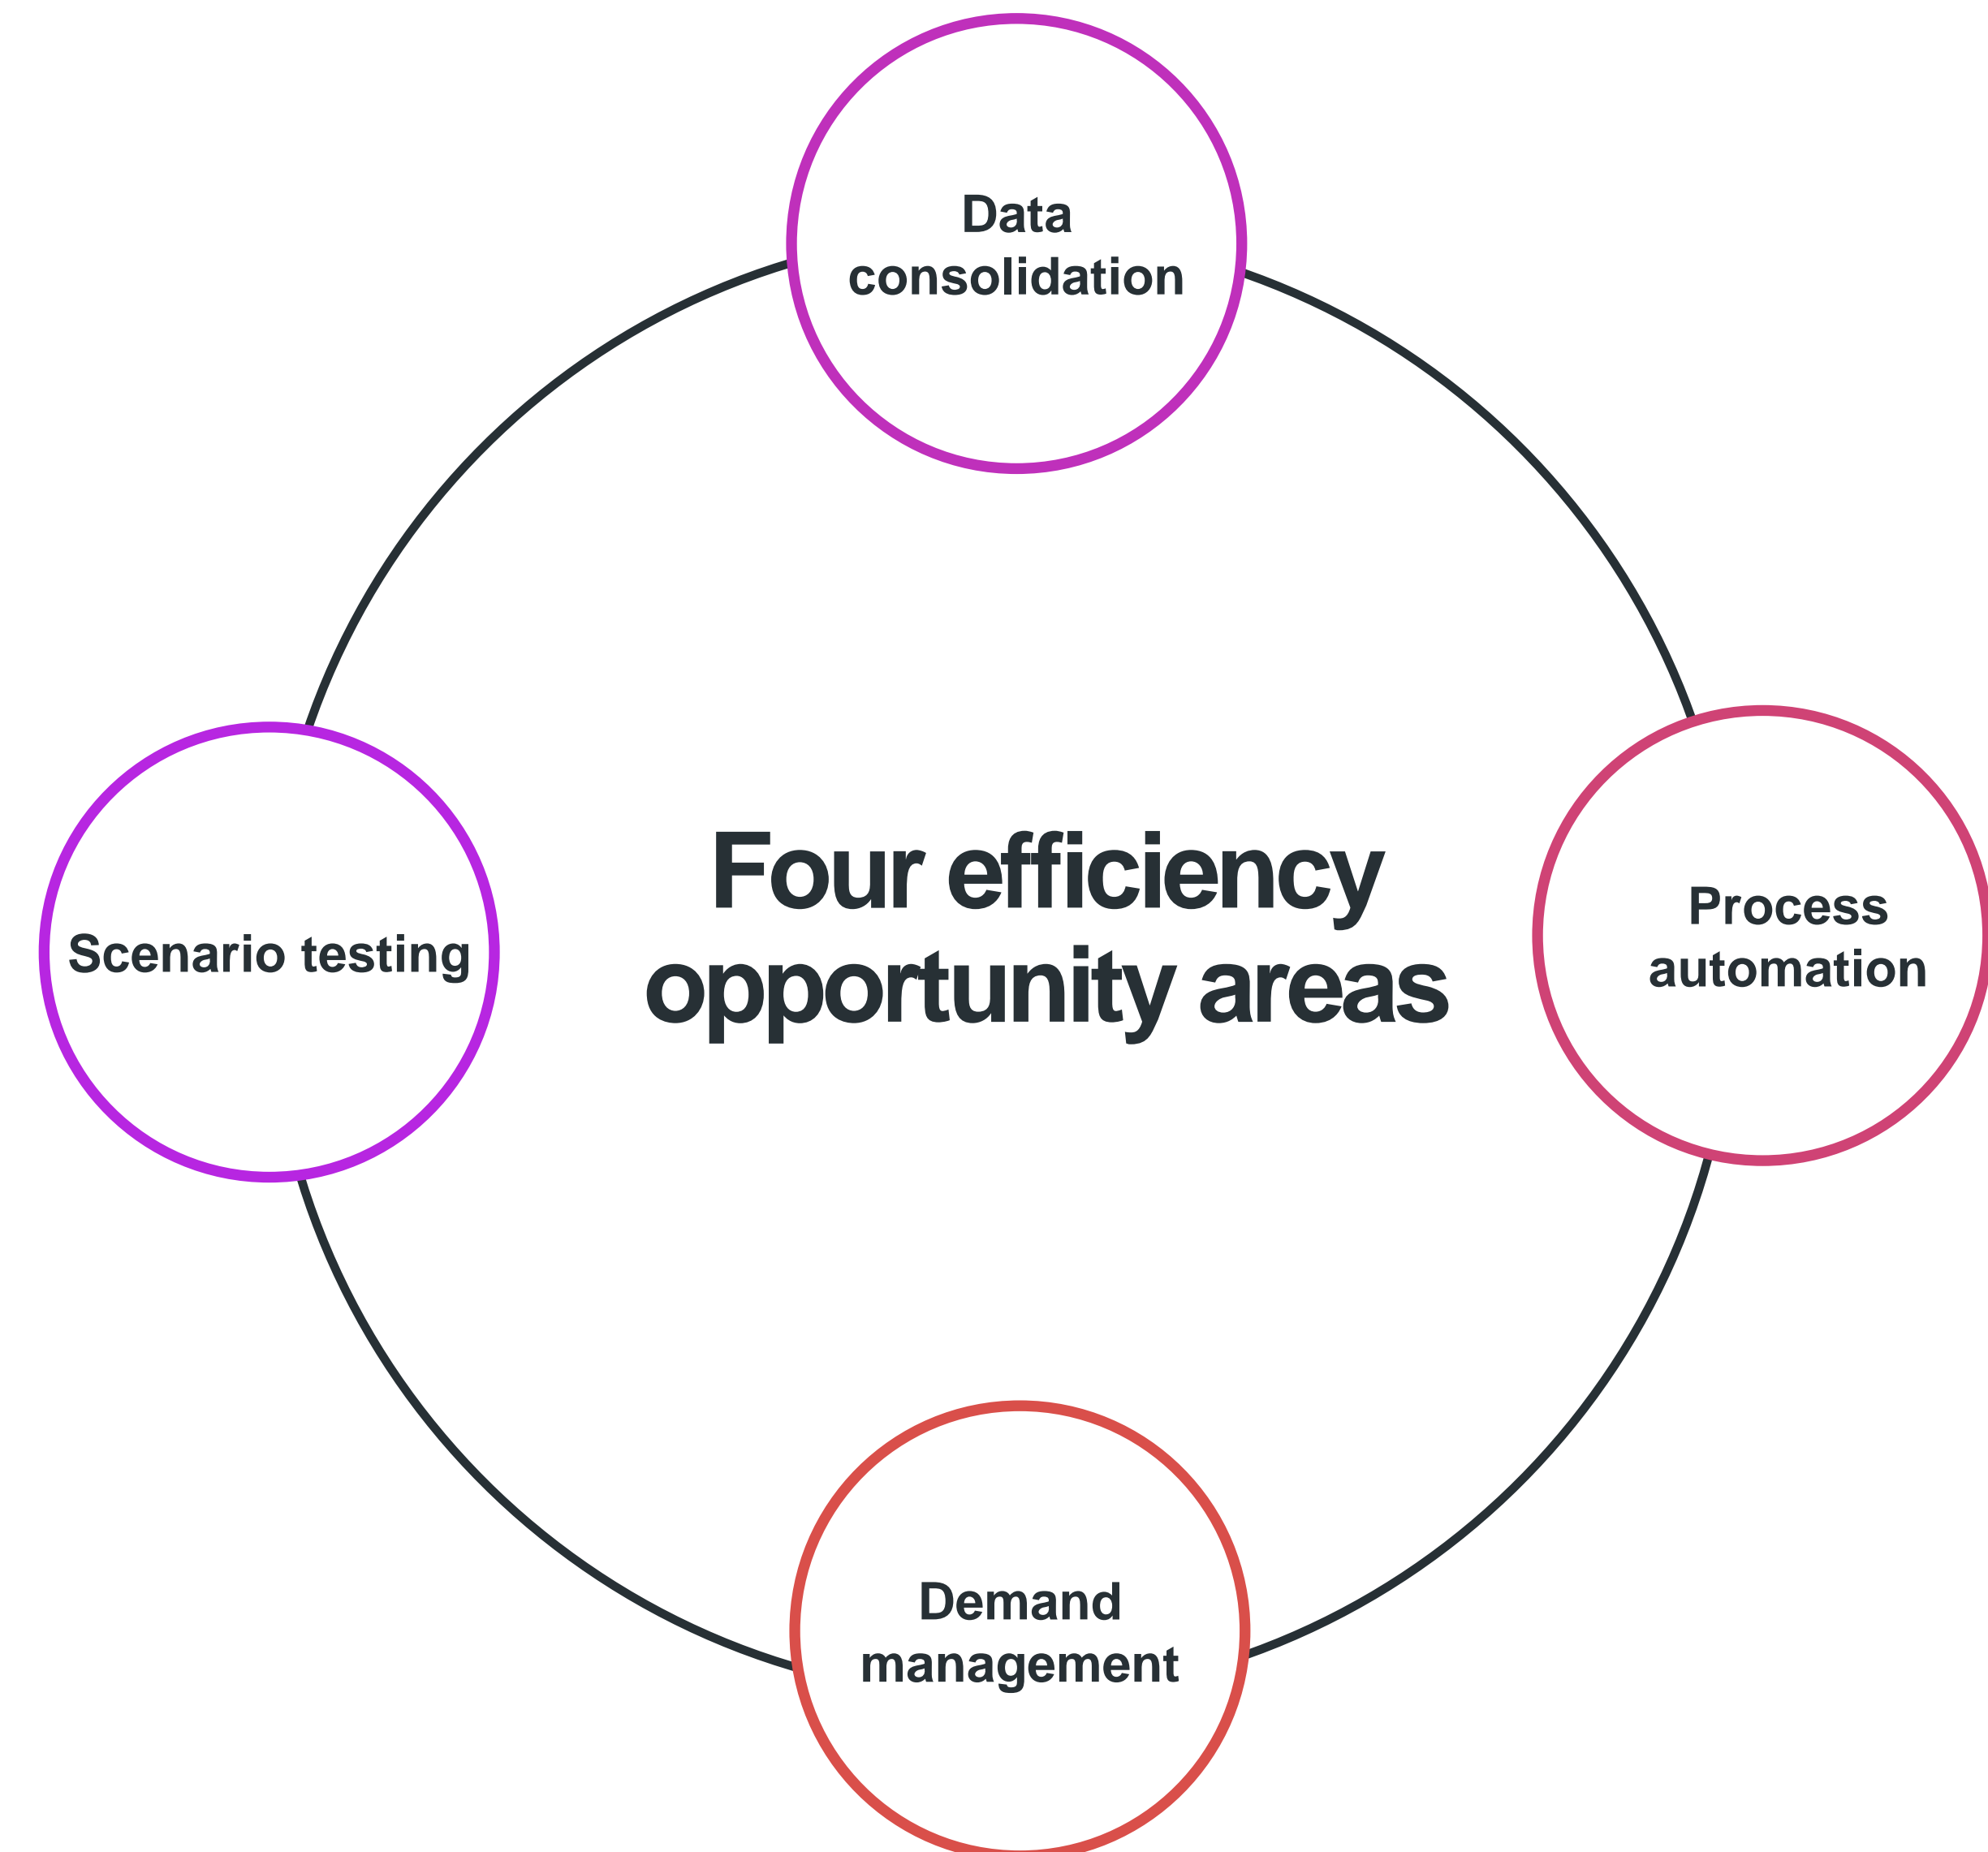 Data
consolidation
Four efficiency
opportunity areas
Process
automation
Scenario testing
Demand
management